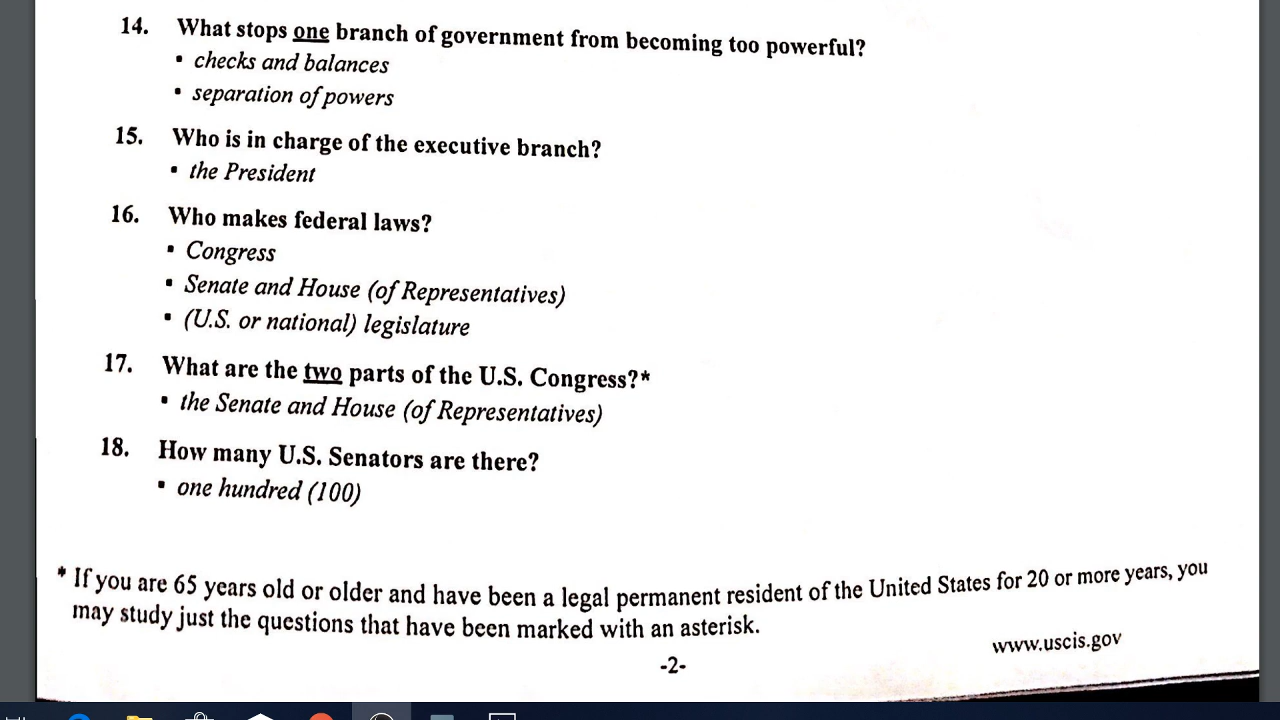 14. What stops one branch of government from becoming too powerful?
▪ checks and balances
▪ separation of powers
15. Who is in charge of the executive branch?
▪ the President
16. Who makes federal laws?
▪ Congress
▪ Senate and House (of Representatives)
▪ (U.S. or national) legislature
17. What are the two parts of the U.S. Congress?*
▪ the Senate and House (of Representatives)
18. How many U.S. Senators are there?
▪ one hundred (100)
* If you are 65 years old or older and have been a legal permanent resident of the United States for 20 or more years, you
may study just the questions that have been marked with an asterisk.
www.uscis.gov
-2-